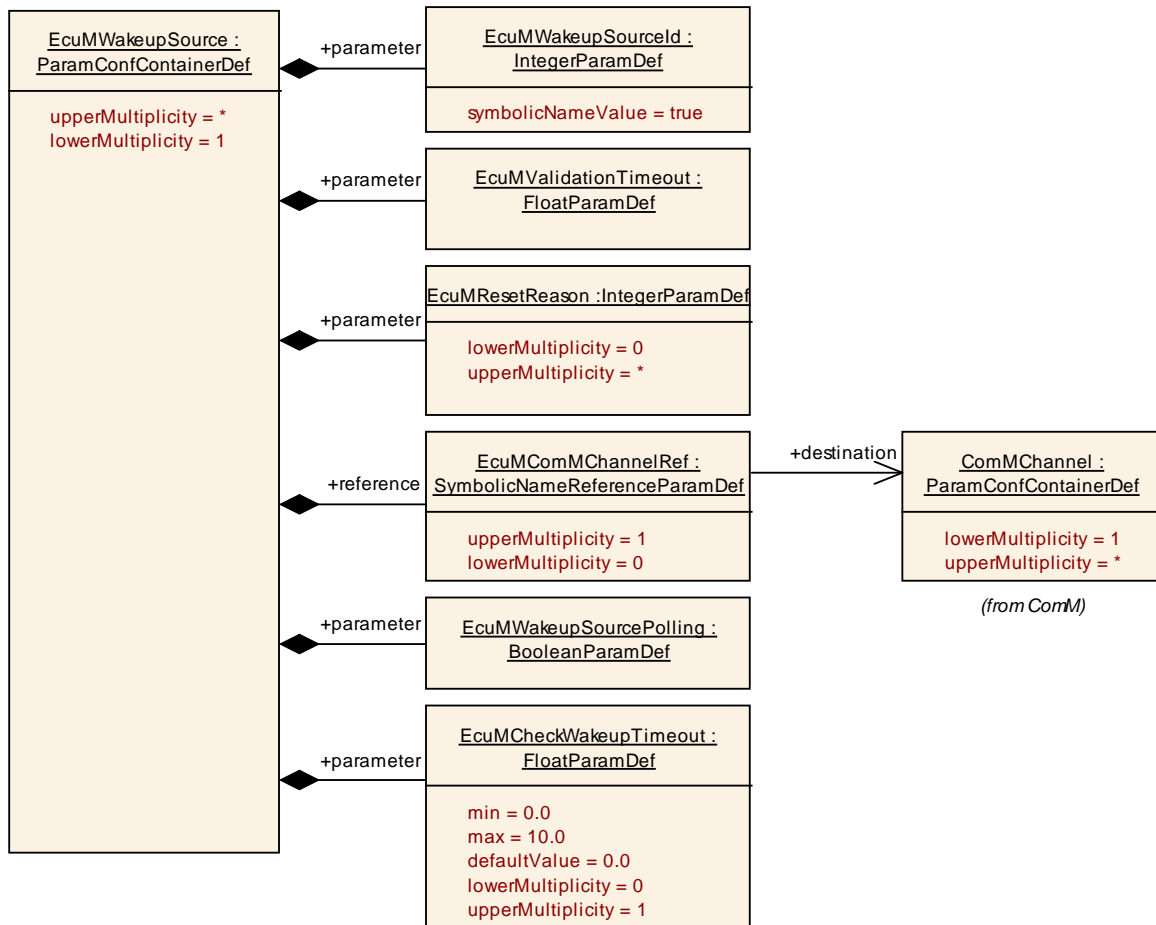 EcuMWakeupSource :
ParamConfContainerDef
upperMultiplicity = *
lowerMultiplicity = 1
+parameter
EcuMWakeupSourceId :
IntegerParamDef
symbolicNameValue = true
+parameter
EcuMValidationTimeout :
FloatParamDef
+parameter
EcuMResetReason :IntegerParamDef
lowerMultiplicity = 0
upperMultiplicity = *
+reference
EcuMComMChannelRef :
SymbolicNameReferenceParamDef
upperMultiplicity = 1
lowerMultiplicity = 0
+destination
ComMChannel :
ParamConfContainerDef
lowerMultiplicity = 1
upperMultiplicity = *
(from ComM)
+parameter
EcuMWakeupSourcePolling :
BooleanParamDef
+parameter
EcuMCheckWakeupTimeout :
FloatParamDef
min = 0.0
max = 10.0
defaultValue = 0.0
lowerMultiplicity = 0
upperMultiplicity = 1